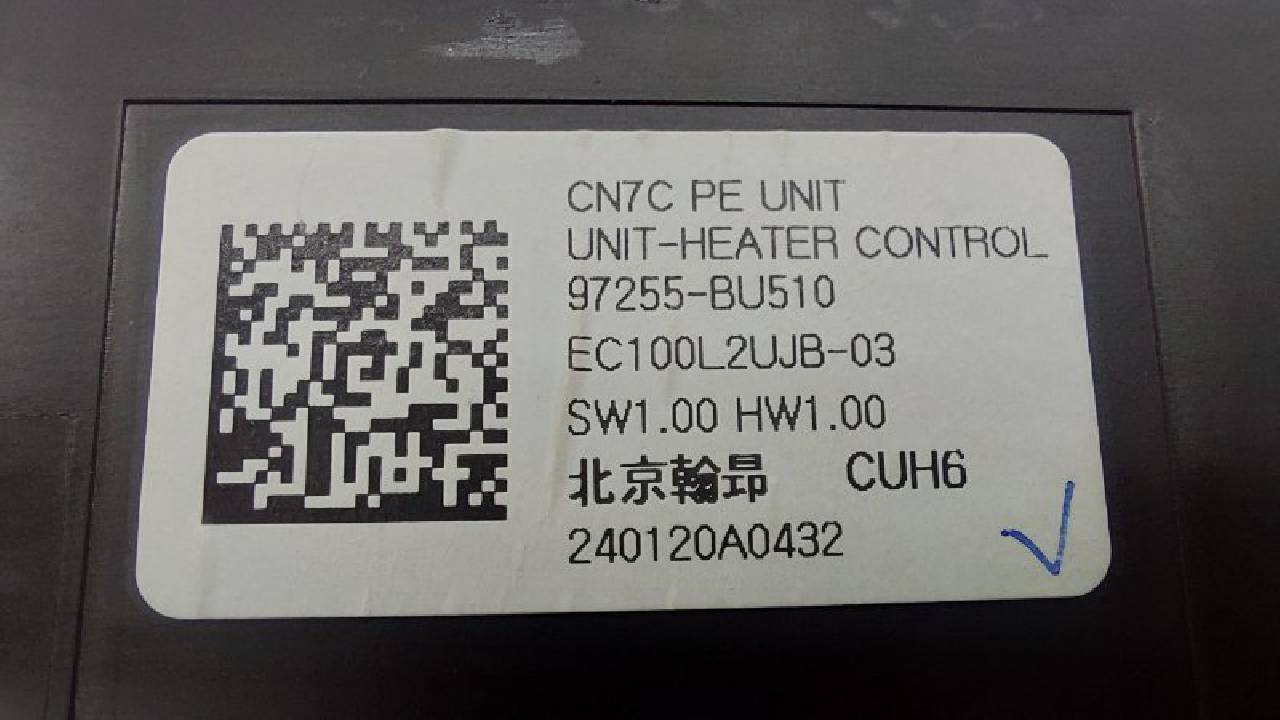 CN7C PE UNIT
UNIT-HEATER CONTROL
97255-BU510
EC100L2UJB-03
SW1.00 HW1.00
北京翰昂 CUH6
240120A0432